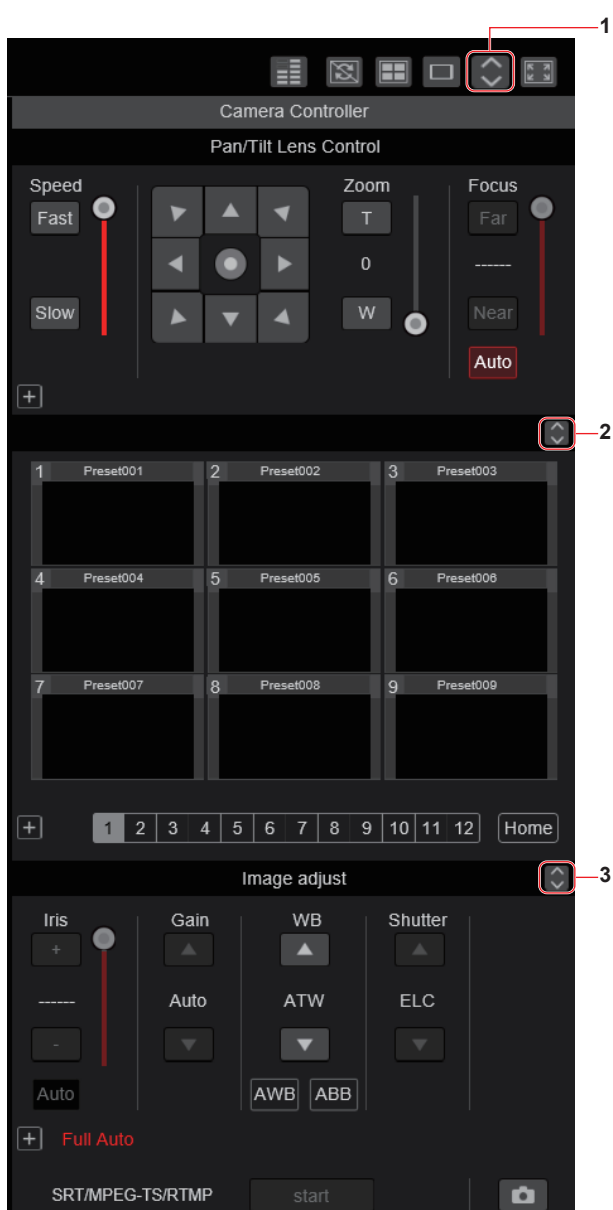 1
Camera Controller
Pan/Tilt Lens Control
Speed Zoom Focus
Fast T Far
0 ------
Slow W Near
Auto
+
2
1 Preset001 2 Preset002 3 Preset003
4 Preset004 5 Preset005 6 Preset006
7 Preset007 8 Preset008 9 Preset009
+ 1 2 3 4 5 6 7 8 9 10 11 12 Home
Image adjust
3
Iris Gain WB Shutter
+
------ Auto ATW ELC
-
Auto AWB ABB
+ Full Auto
SRT/MPEG-TS/RTMP start